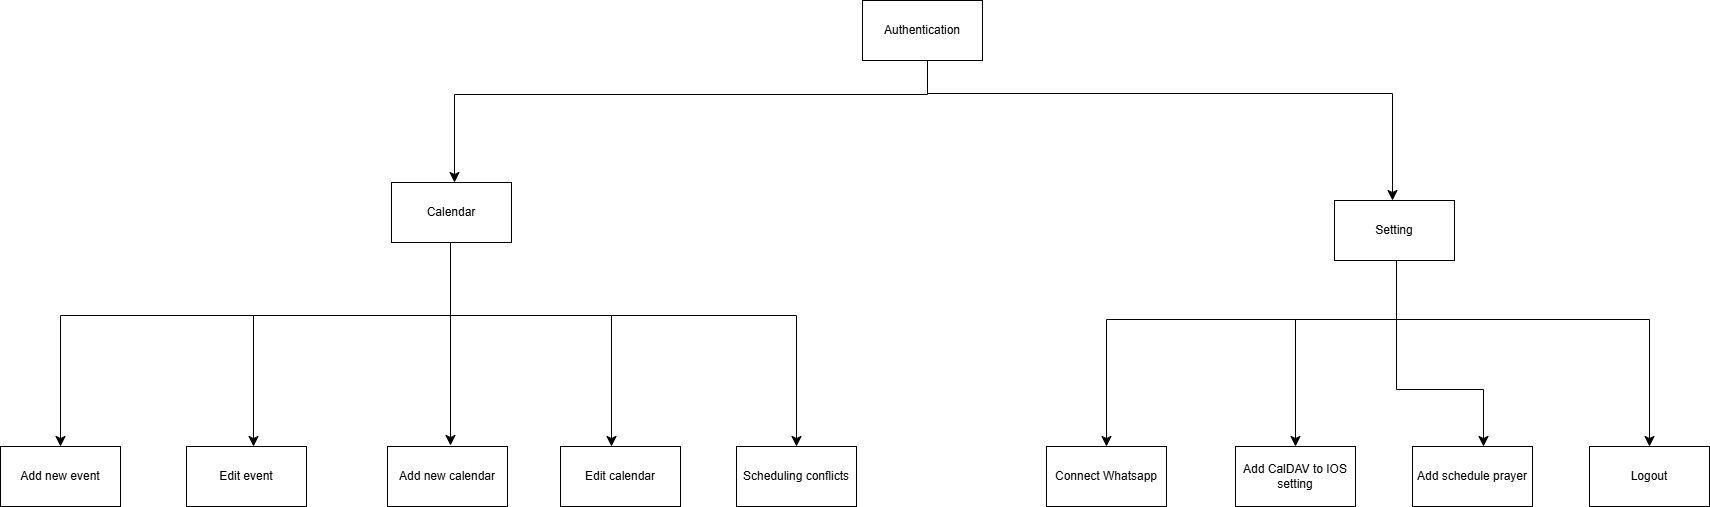 Authentication
Calendar
Setting
Add new event
Edit event
Add new calendar
Edit calendar
Scheduling conflicts
Connect Whatsapp
Add CalDAV to IOS
setting
Add schedule prayer
Logout